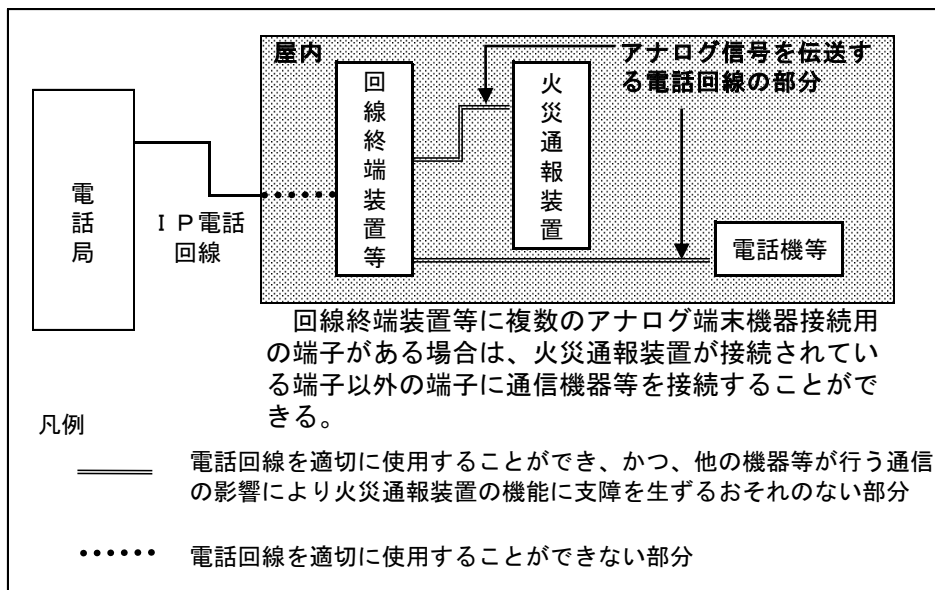 屋内
アナログ信号を伝送す
る電話回線の部分
電話局
ＩＰ電話
回線
回線終端装置等
火災通報装置
電話機等
回線終端装置等に複数のアナログ端末機器接続用
の端子がある場合は、火災通報装置が接続されてい
る端子以外の端子に通信機器等を接続することがで
きる。
凡例
電話回線を適切に使用することができ、かつ、他の機器等が行う通信
の影響により火災通報装置の機能に支障を生ずるおそれのない部分
電話回線を適切に使用することができない部分